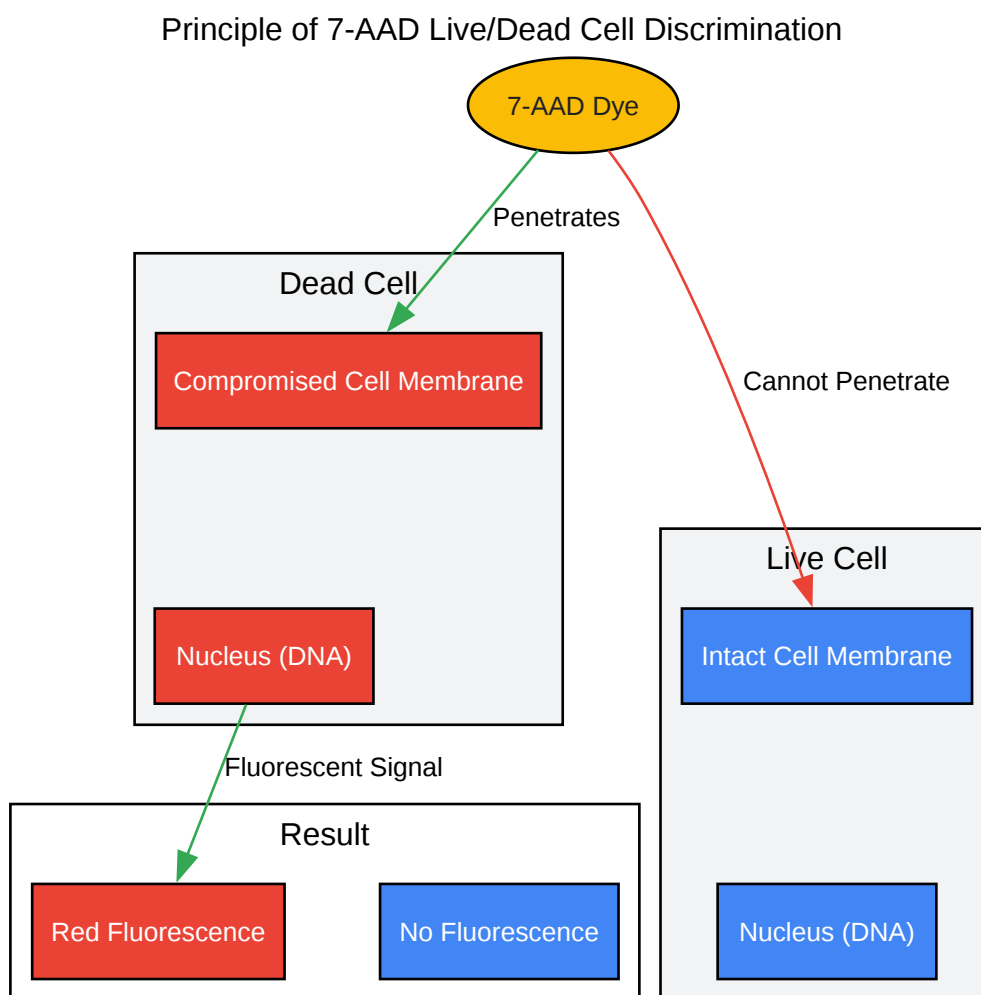 Principle of 7-AAD Live/Dead Cell Discrimination
7-AAD Dye
Penetrates
Dead Cell
Compromised Cell Membrane
Cannot Penetrate
Live Cell
Nucleus (DNA)
Intact Cell Membrane
Fluorescent Signal
Result
Red Fluorescence
No Fluorescence
Nucleus (DNA)